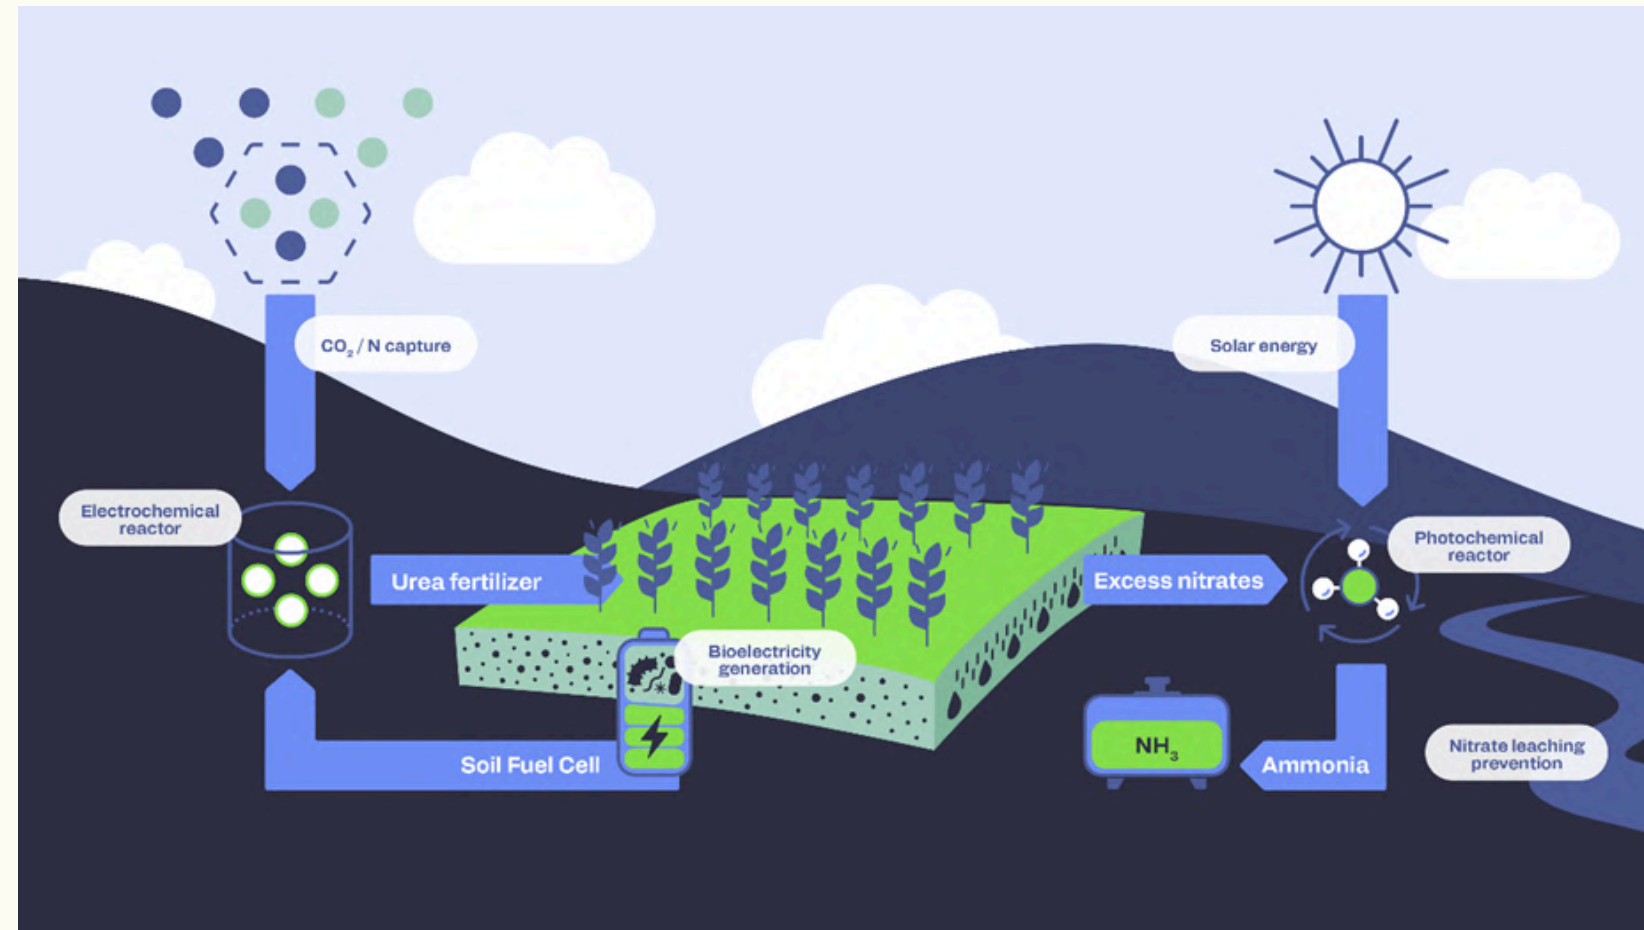 CO₂ / N capture
Solar energy
Electrochemical
reactor
Urea fertilizer
Excess nitrates
Photochemical
reactor
Bioelectricity
generation
Soil Fuel Cell
NH₃
Ammonia
Nitrate leaching
prevention